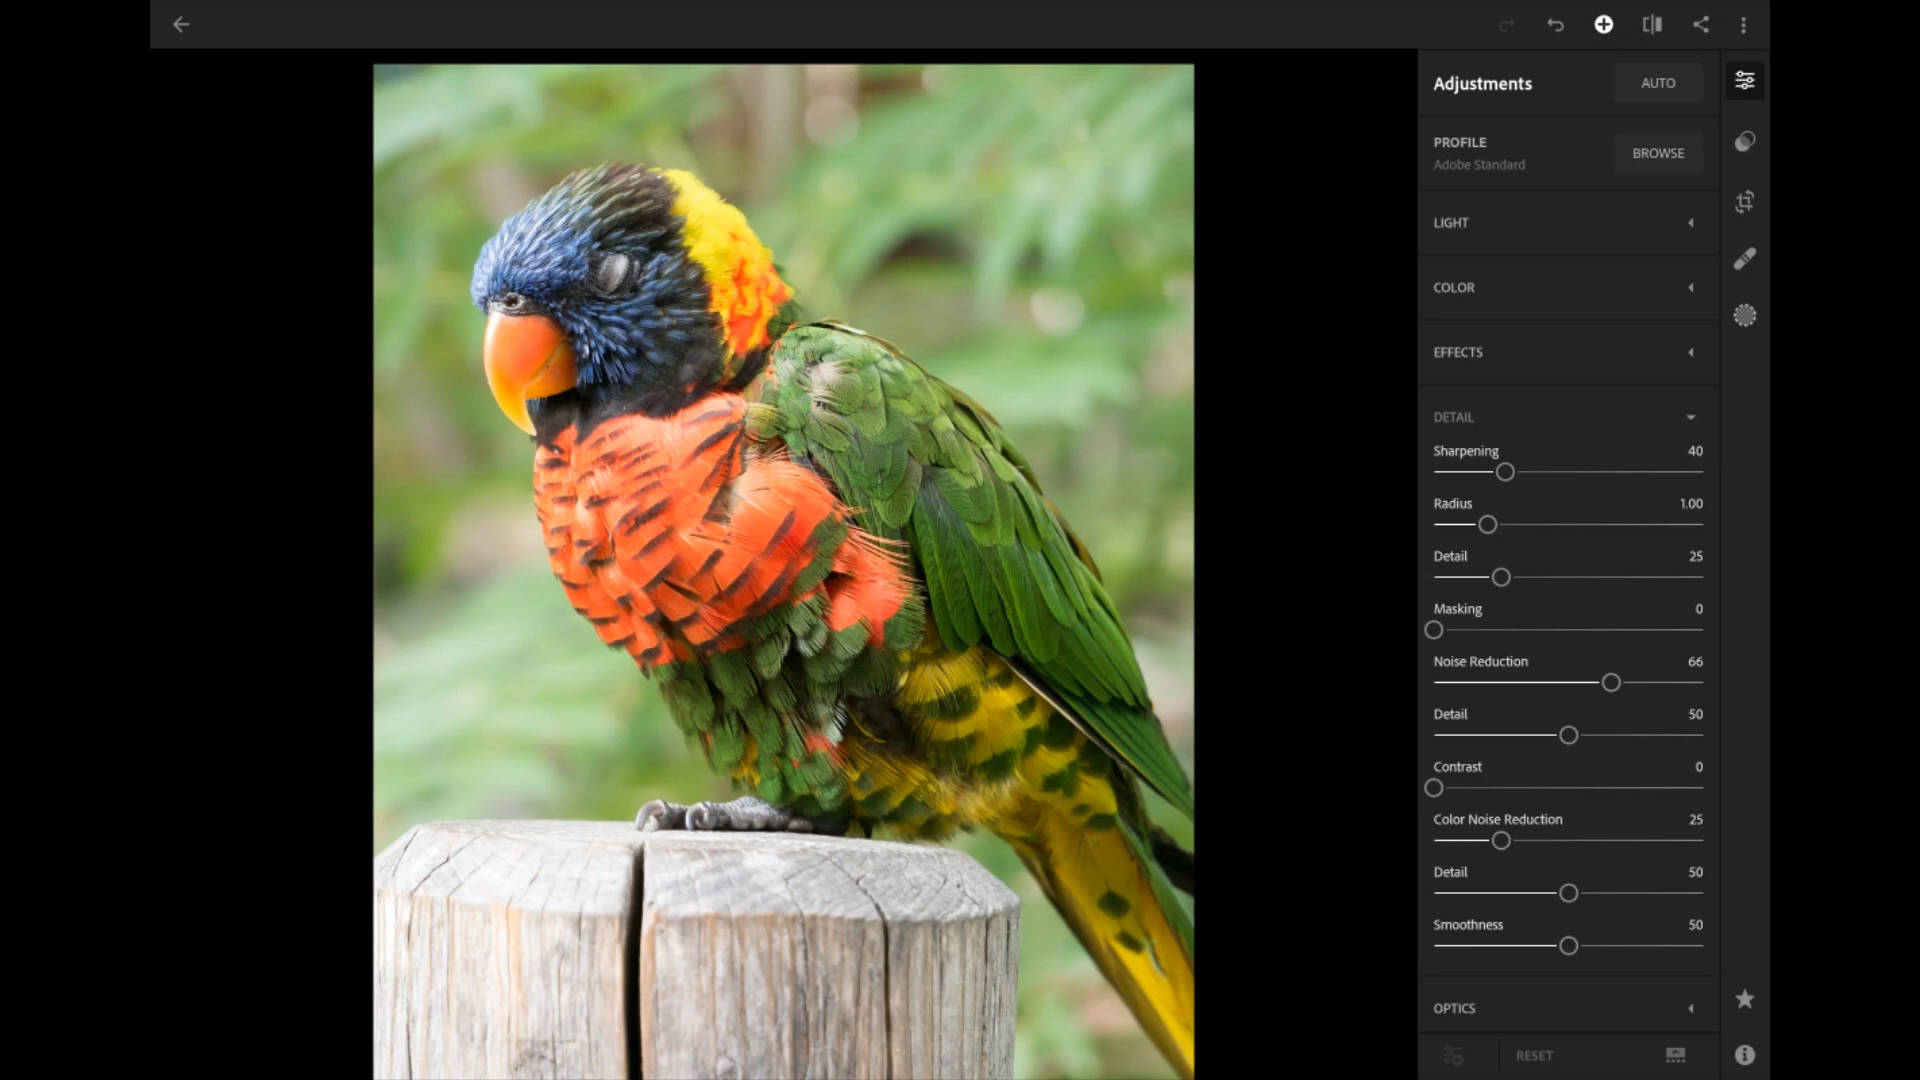 Adjustments
AUTO
PROFILE
Adobe Standard
BROWSE
LIGHT
COLOR
EFFECTS
DETAIL
Sharpening 40
Radius 1.00
Detail 25
Masking 0
Noise Reduction 66
Detail 50
Contrast 0
Color Noise Reduction 25
Detail 50
Smoothness 50
OPTICS
RESET